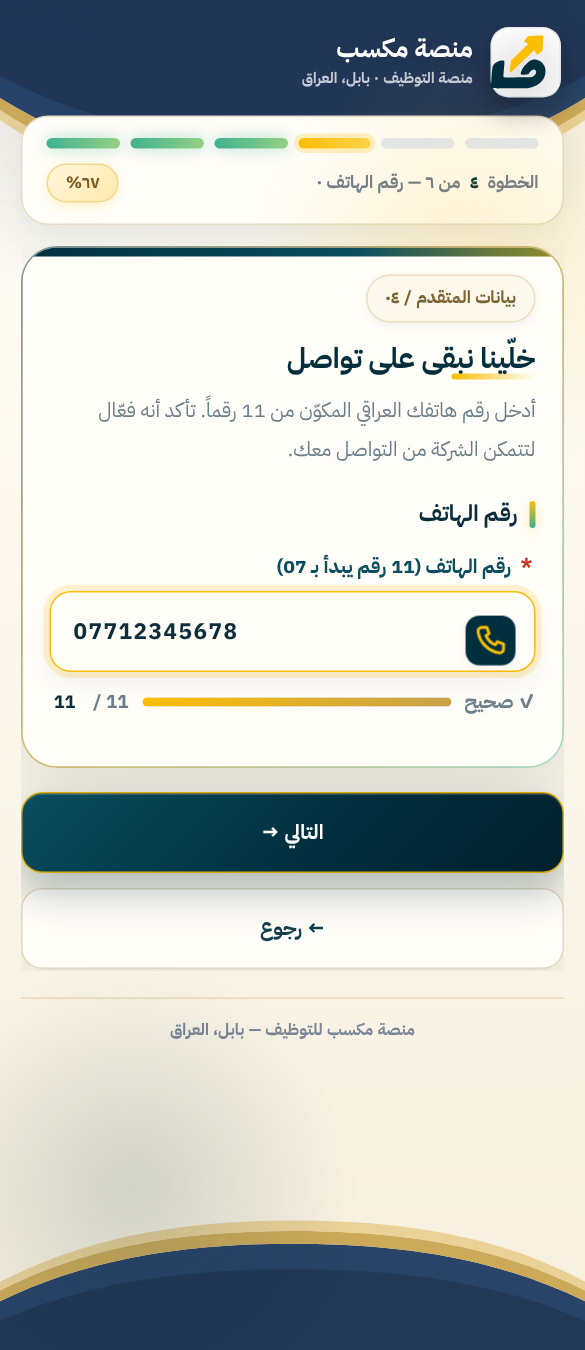 منصة مكسب
منصة التوظيف · بابل، العراق
الخطوة ٤ من ٦ — رقم الهاتف ·
%٦٧
بيانات المتقدم / ٠٤
خلّينا نبقى على تواصل
أدخل رقم هاتفك العراقي المكوّن من 11 رقماً. تأكد أنه فعّال
لتتمكن الشركة من التواصل معك.
رقم الهاتف
* رقم الهاتف (11 رقم يبدأ بـ 07)
07712345678
✓ صحيح
11 / 11
التالي →
← رجوع
منصة مكسب للتوظيف — بابل، العراق